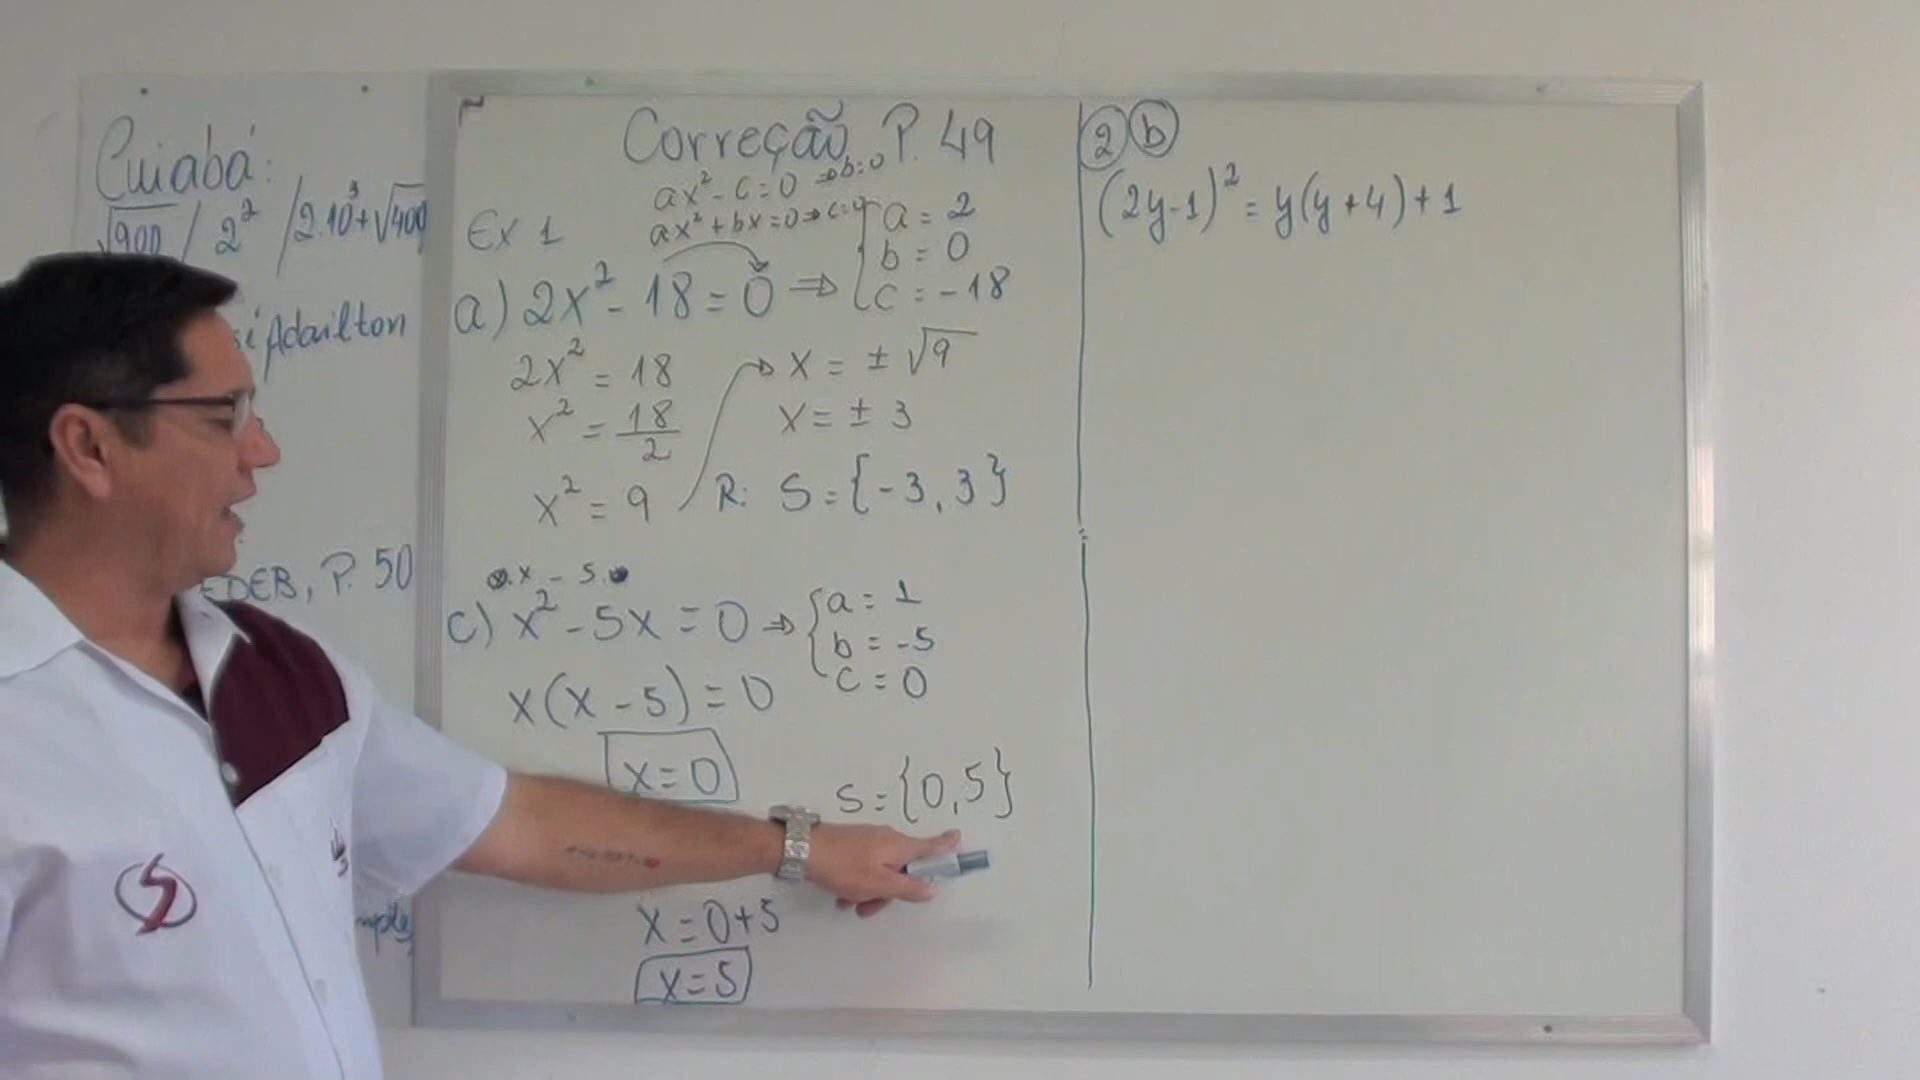 Cuiabá:
√900 / 2² / 2.10³+√400
Adailton
P. 50
Correção P. 49
ax² - c = 0 ⇒ b=0
ax² + bx = 0 ⇒ c=0
Ex 1
a) 2x² - 18 = 0 ⇒ { a = 2
b = 0
c = -18
2x² = 18
x² = 18/2
x² = 9
x = ± √9
x = ± 3
R: S = {-3, 3}
.x - 5.
c) x² - 5x = 0 ⇒ { a = 1
b = -5
c = 0
x(x - 5) = 0
x = 0
S = {0, 5}
x = 0+5
x = 5
2 b
(2y-1)² = y(y+4)+1